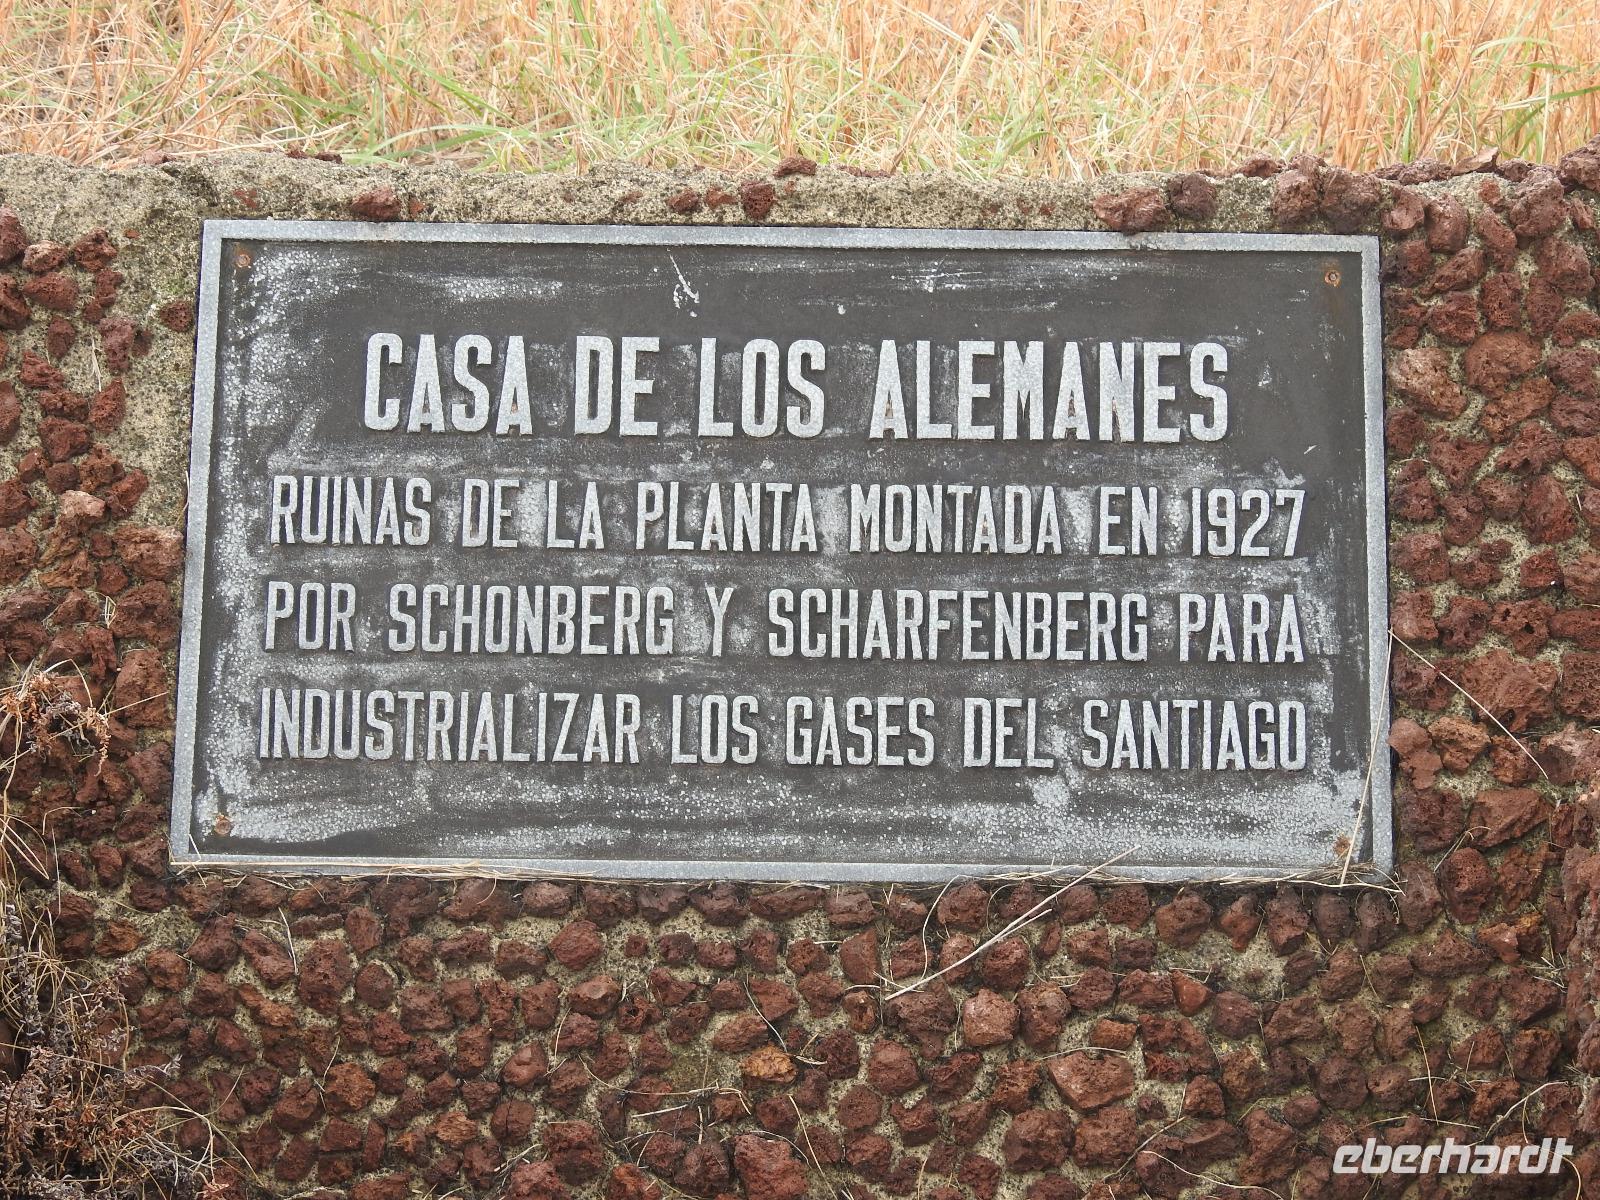 CASA DE LOS ALEMANES
RUINAS DE LA PLANTA MONTADA EN 1927
POR SCHONBERG Y SCHARFENBERG PARA
INDUSTRIALIZAR LOS GASES DEL SANTIAGO
eberhardt